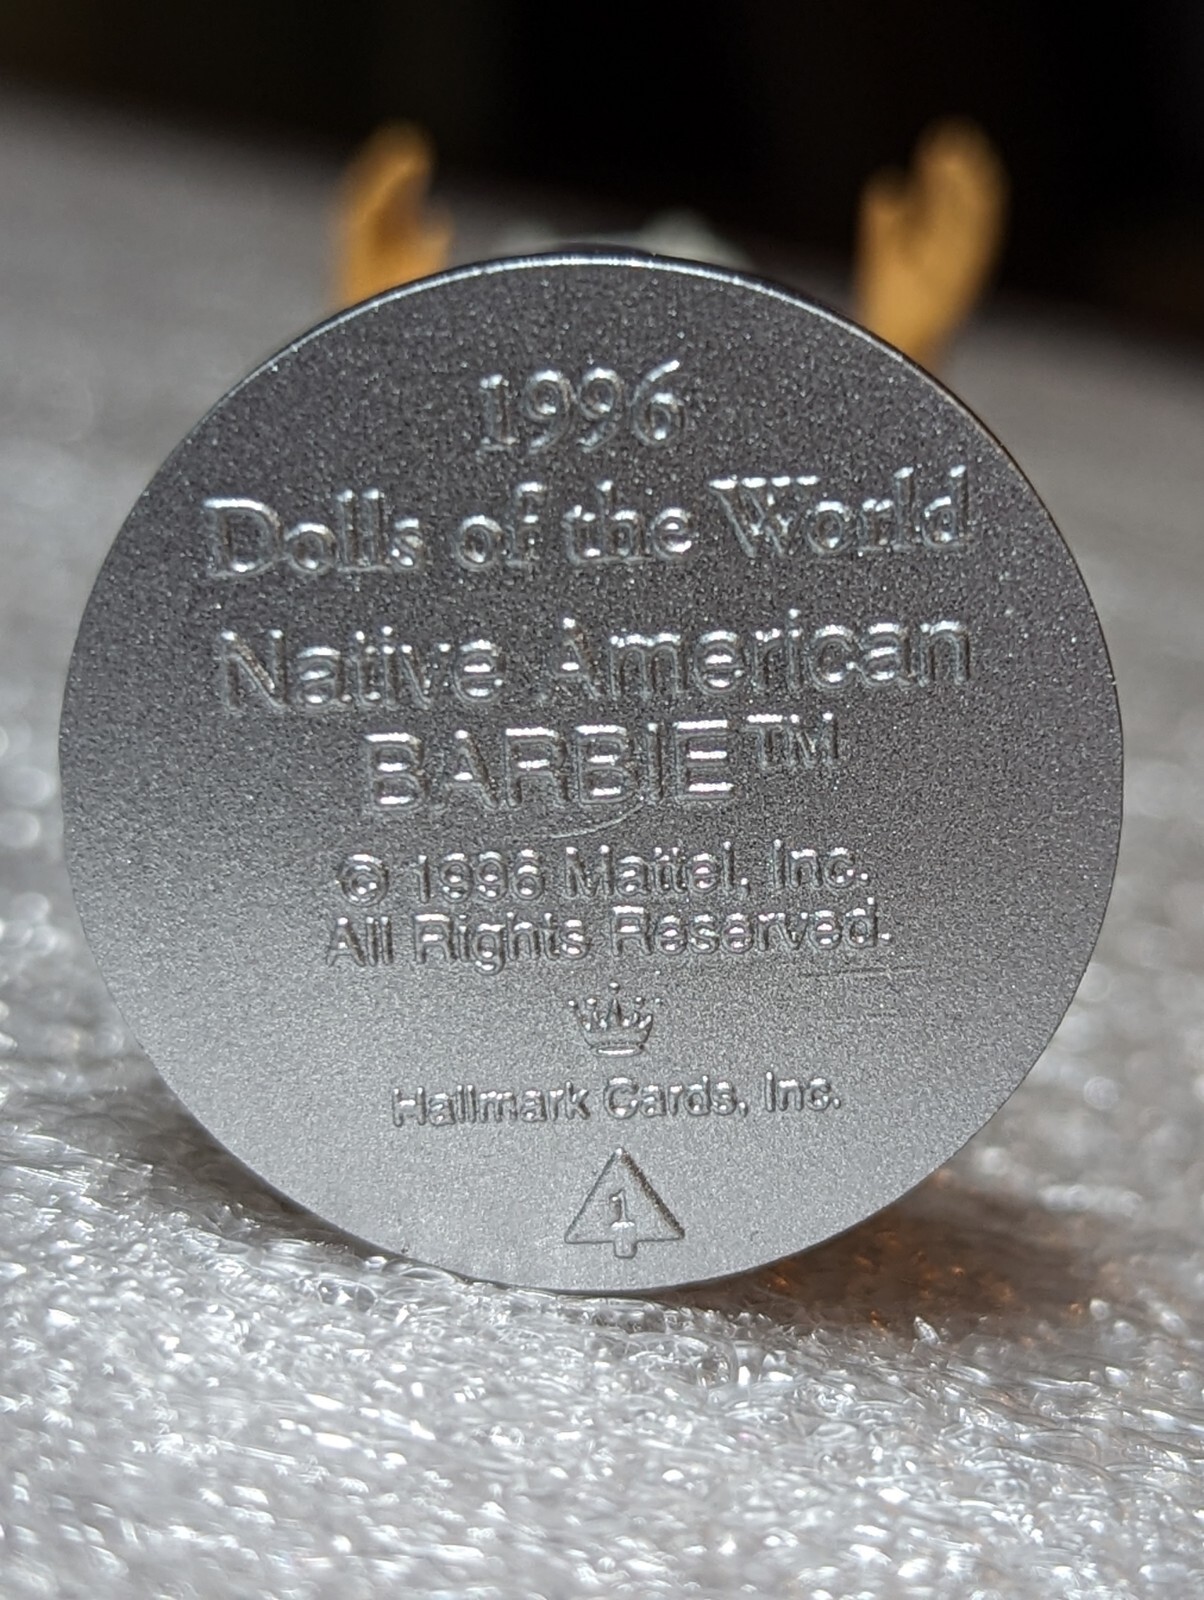 1996
Dolls of the World
Native American
BARBIE™
© 1996 Mattel, Inc.
All Rights Reserved.
Hallmark Cards, Inc.
1